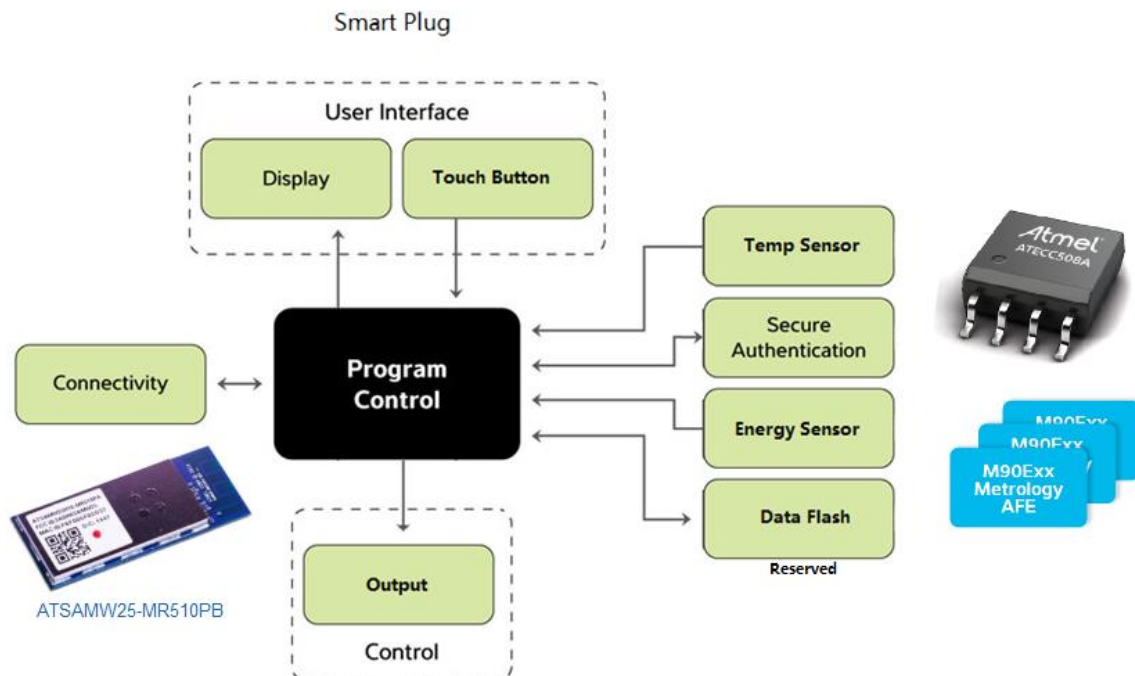 Smart Plug
User Interface
Display
Touch Button
Temp Sensor
Atmel
ATECC508A
Secure
Authentication
Program
Control
Connectivity
Energy Sensor
M90Exx
M90Exx
M90Exx
Metrology
AFE
Data Flash
Reserved
Output
Control
ATSAMW25-MR510PB